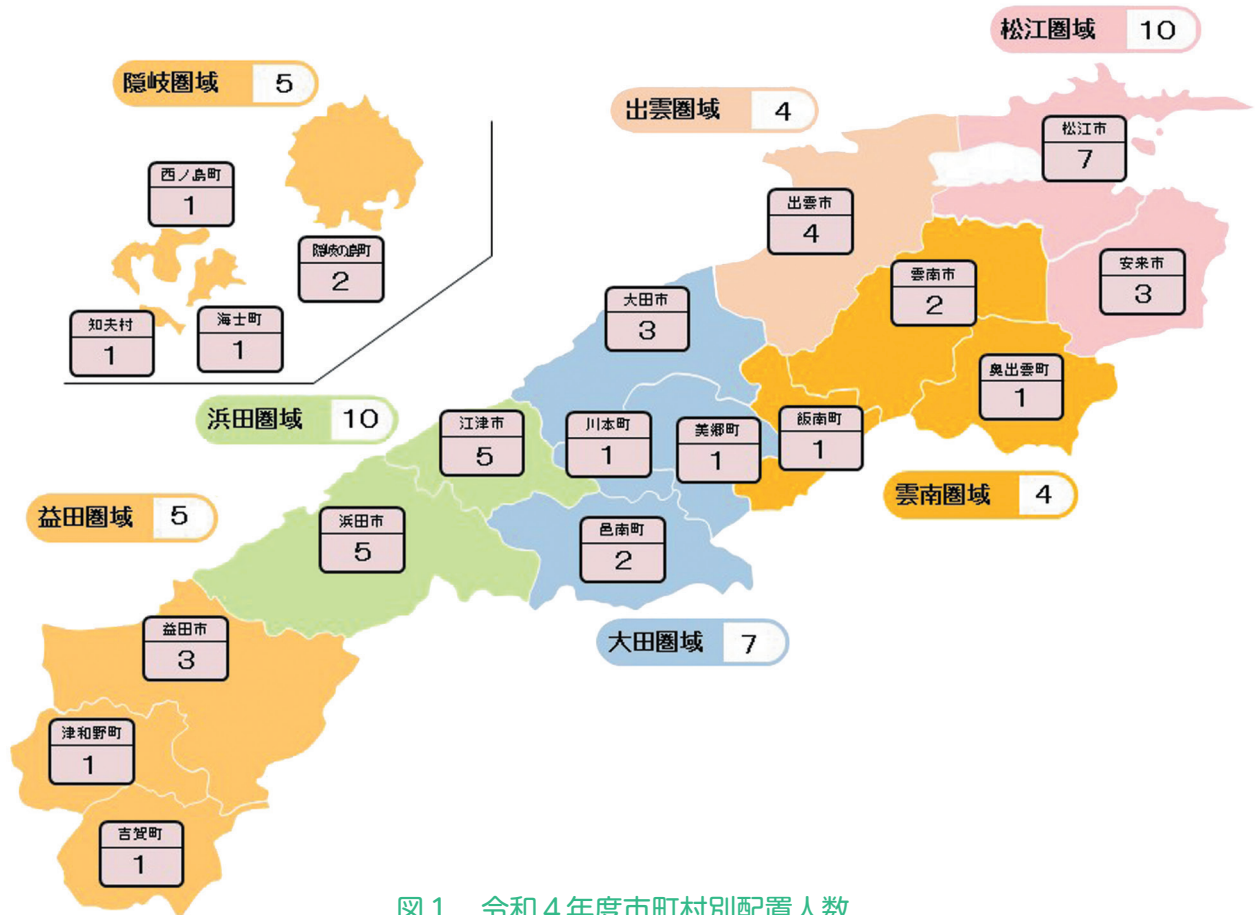 松江圏域 10
隠岐圏域 5
出雲圏域 4
松江市
7
西ノ島町
1
出雲市
4
隠岐の島町
2
安来市
3
雲南市
2
大田市
3
知夫村
1
海士町
1
奥出雲町
1
浜田圏域 10
江津市
5
川本町
1
美郷町
1
飯南町
1
雲南圏域 4
益田圏域 5
浜田市
5
邑南町
2
大田圏域 7
益田市
3
津和野町
1
吉賀町
1
図1 令和4年度市町村別配置人数